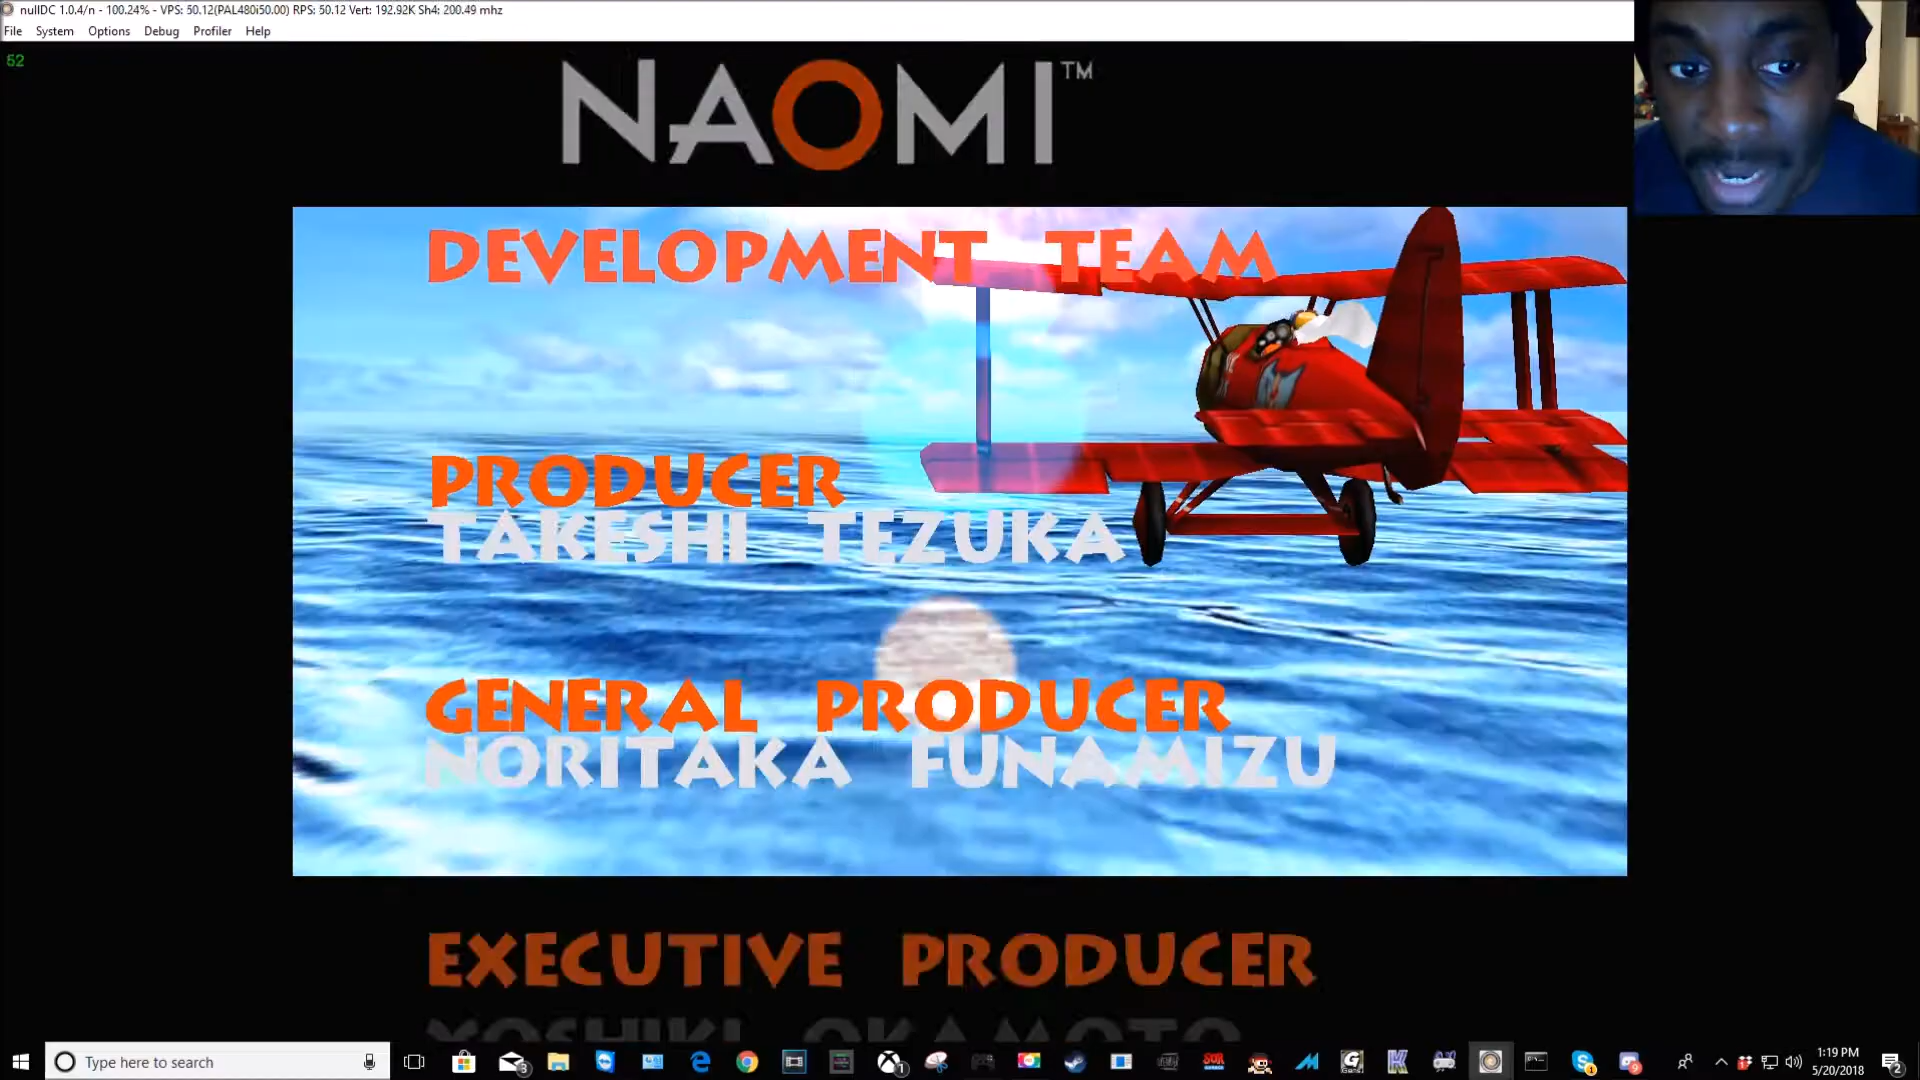 nullDC 1.0.4/n - 100.24% - VPS: 50.12(PAL480i50.00) RPS: 50.12 Vert: 192.92K Sh4: 200.49 mhz
File System Options Debug Profiler Help
52
NAOMI™
DEVELOPMENT TEAM
PRODUCER
TAKESHI TEZUKA
GENERAL PRODUCER
NORITAKA FUNAMIZU
EXECUTIVE PRODUCER
YOSHIKI OKAMOTO
Type here to search
1:19 PM
5/20/2018